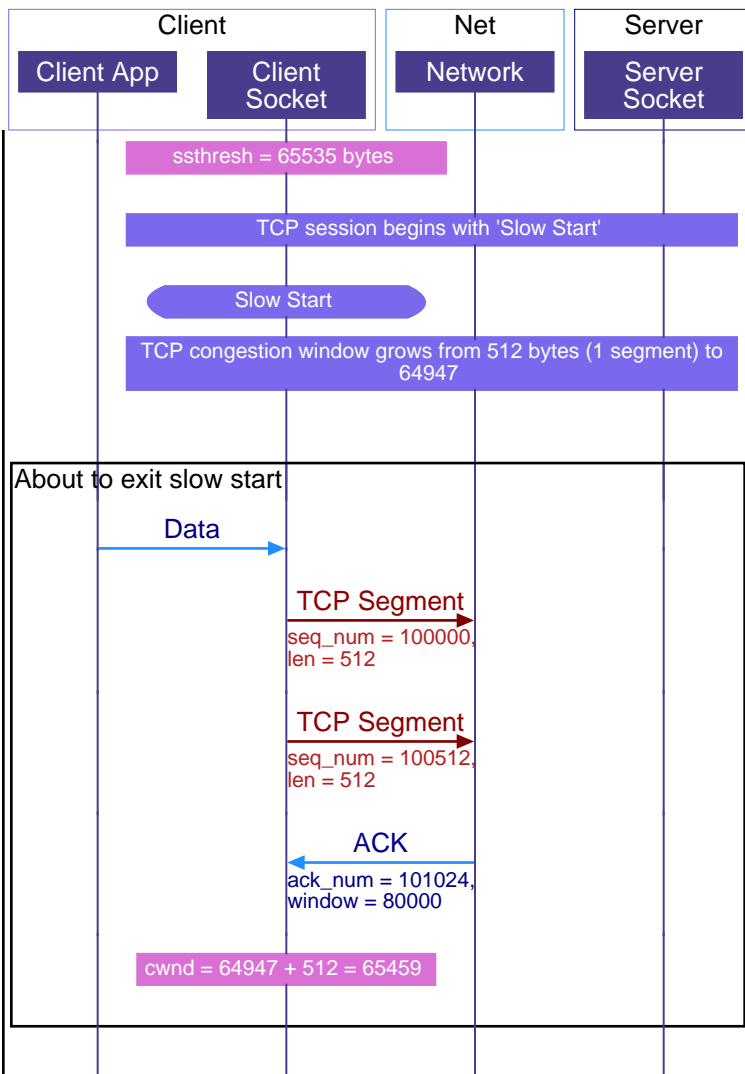 Client
Net
Server
Client App
Client
Socket
Network
Server
Socket
ssthresh = 65535 bytes
TCP session begins with 'Slow Start'
Slow Start
TCP congestion window grows from 512 bytes (1 segment) to
64947
About to exit slow start
Data
TCP Segment
seq_num = 100000,
len = 512
TCP Segment
seq_num = 100512,
len = 512
ACK
ack_num = 101024,
window = 80000
cwnd = 64947 + 512 = 65459